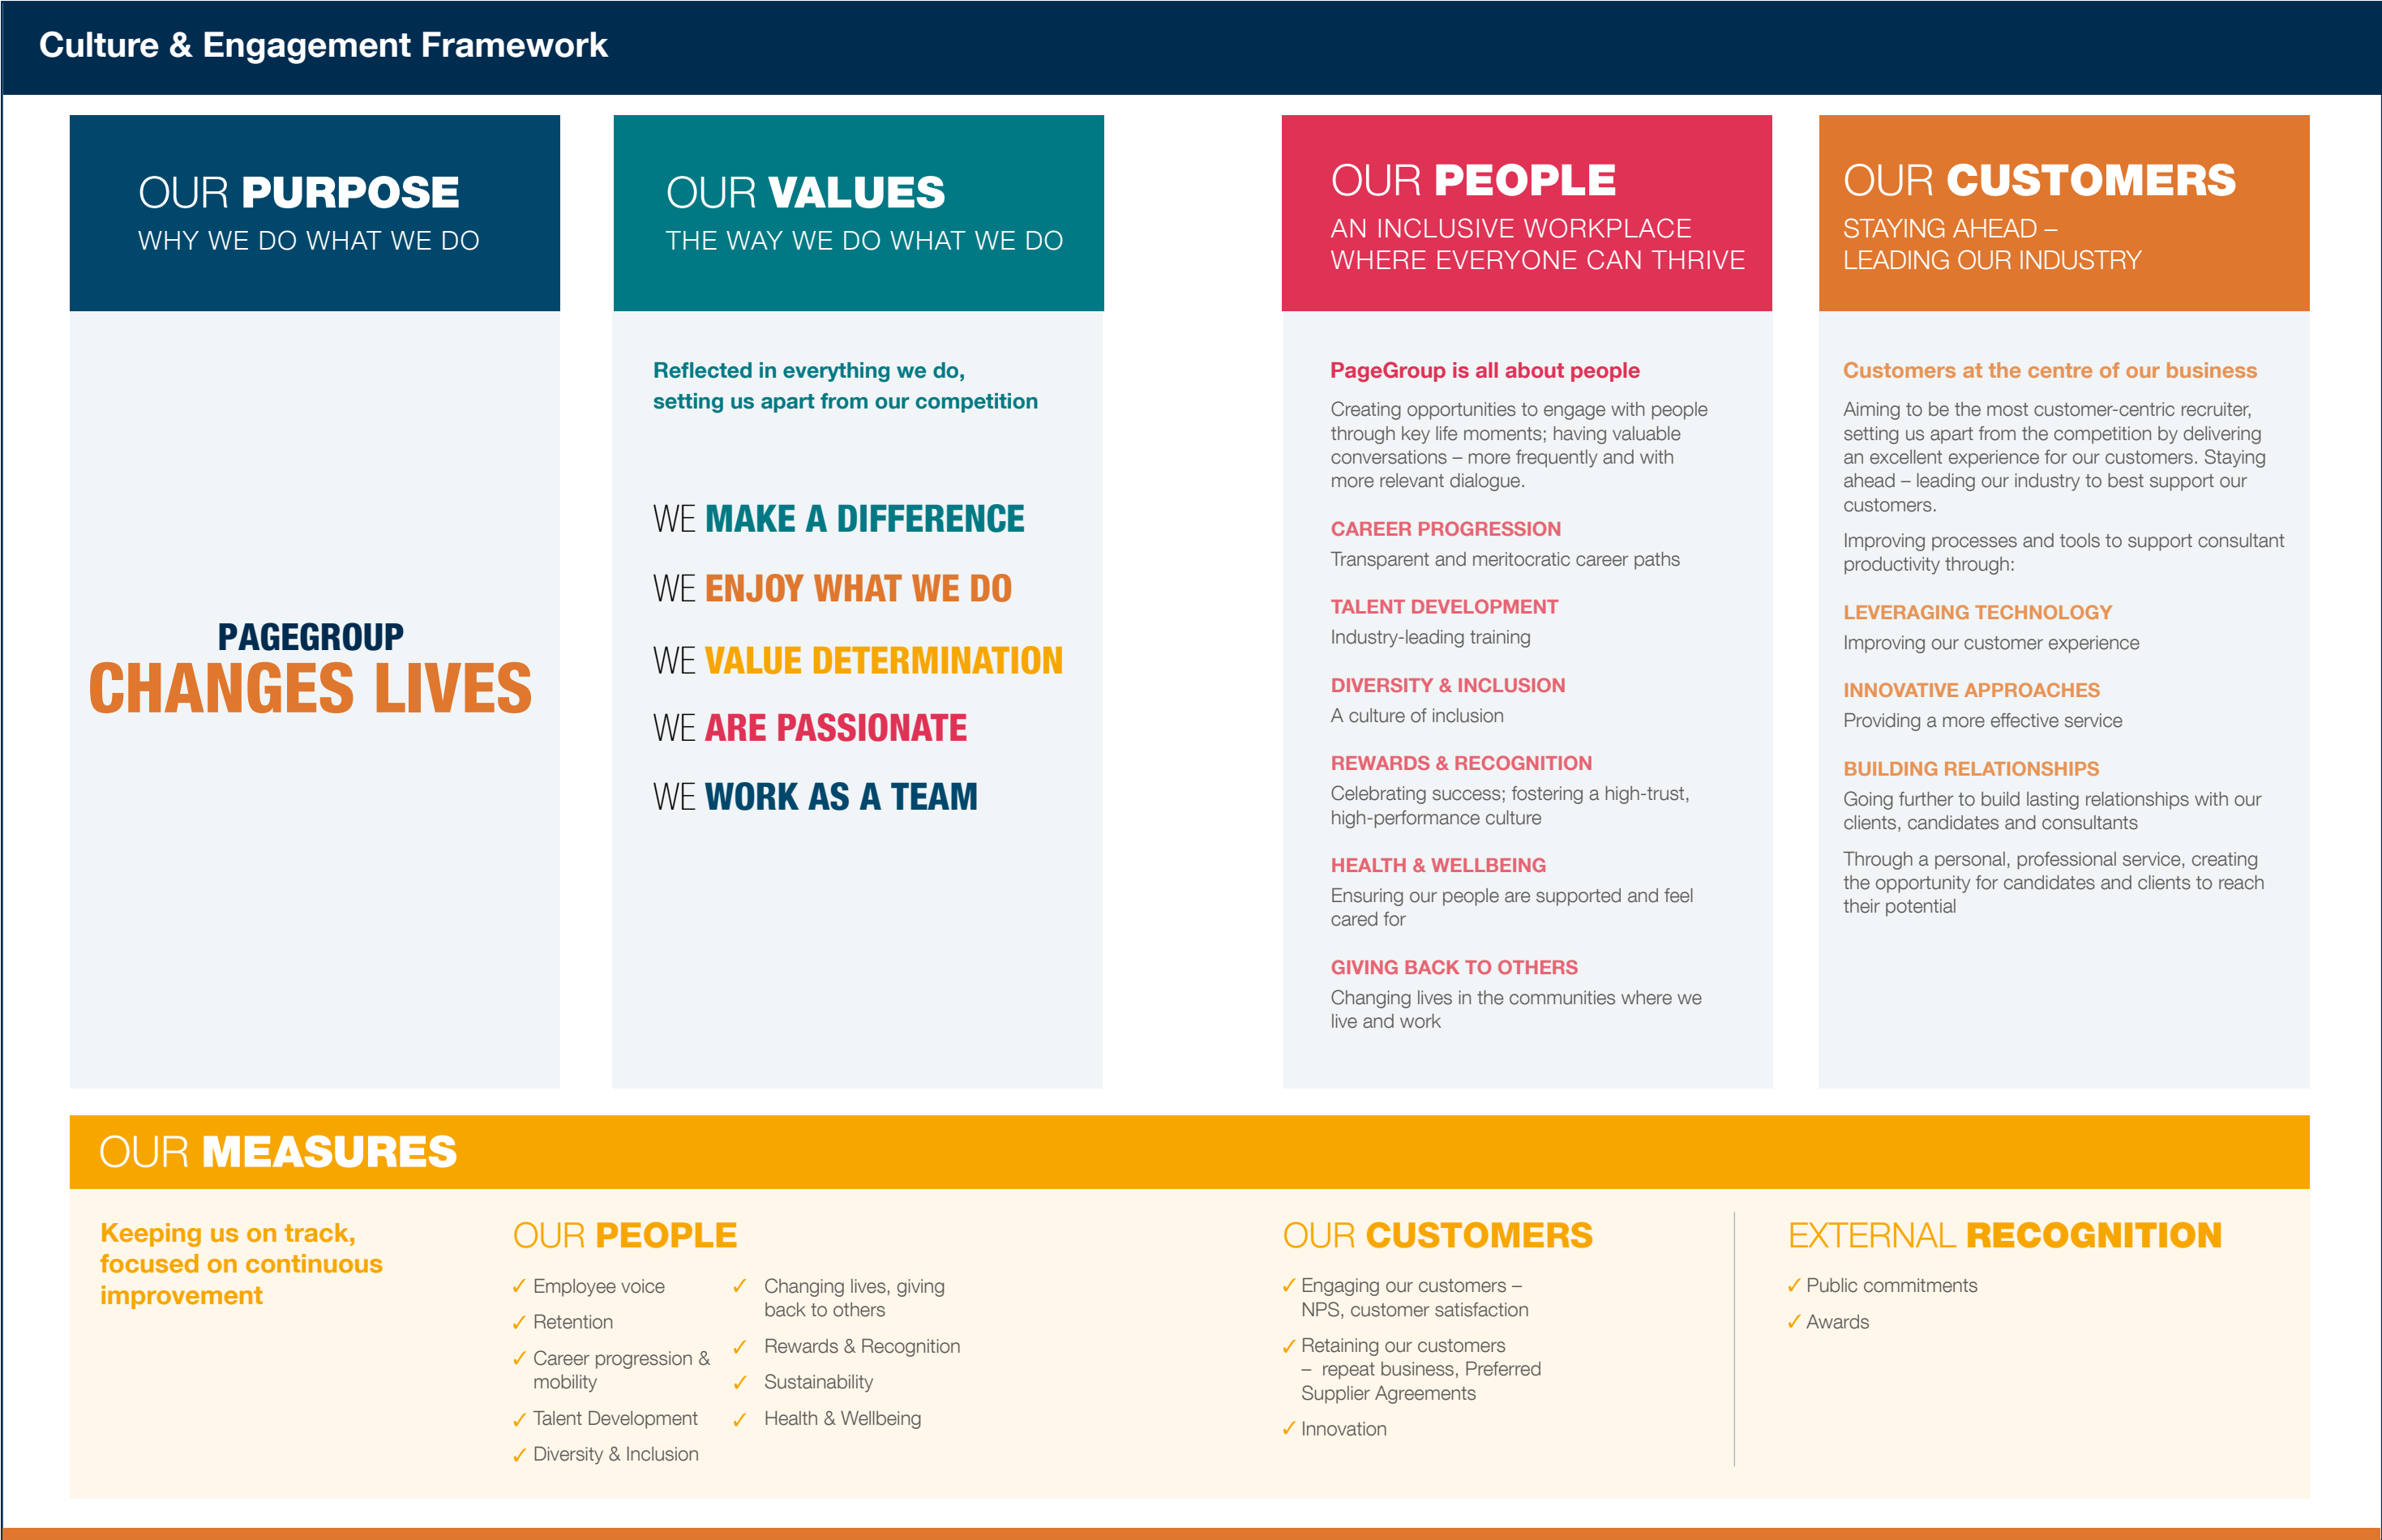 Culture & Engagement Framework
OUR PURPOSE
WHY WE DO WHAT WE DO
PAGEGROUP
CHANGES LIVES
OUR VALUES
THE WAY WE DO WHAT WE DO
Reflected in everything we do,
setting us apart from our competition
WE MAKE A DIFFERENCE
WE ENJOY WHAT WE DO
WE VALUE DETERMINATION
WE ARE PASSIONATE
WE WORK AS A TEAM
OUR PEOPLE
AN INCLUSIVE WORKPLACE
WHERE EVERYONE CAN THRIVE
PageGroup is all about people
Creating opportunities to engage with people
through key life moments; having valuable
conversations – more frequently and with
more relevant dialogue.
CAREER PROGRESSION
Transparent and meritocratic career paths
TALENT DEVELOPMENT
Industry-leading training
DIVERSITY & INCLUSION
A culture of inclusion
REWARDS & RECOGNITION
Celebrating success; fostering a high-trust,
high-performance culture
HEALTH & WELLBEING
Ensuring our people are supported and feel
cared for
GIVING BACK TO OTHERS
Changing lives in the communities where we
live and work
OUR CUSTOMERS
STAYING AHEAD –
LEADING OUR INDUSTRY
Customers at the centre of our business
Aiming to be the most customer-centric recruiter,
setting us apart from the competition by delivering
an excellent experience for our customers. Staying
ahead – leading our industry to best support our
customers.
Improving processes and tools to support consultant
productivity through:
LEVERAGING TECHNOLOGY
Improving our customer experience
INNOVATIVE APPROACHES
Providing a more effective service
BUILDING RELATIONSHIPS
Going further to build lasting relationships with our
clients, candidates and consultants
Through a personal, professional service, creating
the opportunity for candidates and clients to reach
their potential
OUR MEASURES
Keeping us on track,
focused on continuous
improvement
OUR PEOPLE
✓ Employee voice
✓ Retention
✓ Career progression &
mobility
✓ Talent Development
✓ Diversity & Inclusion
✓ Changing lives, giving
back to others
✓ Rewards & Recognition
✓ Sustainability
✓ Health & Wellbeing
OUR CUSTOMERS
✓ Engaging our customers –
NPS, customer satisfaction
✓ Retaining our customers
– repeat business, Preferred
Supplier Agreements
✓ Innovation
EXTERNAL RECOGNITION
✓ Public commitments
✓ Awards